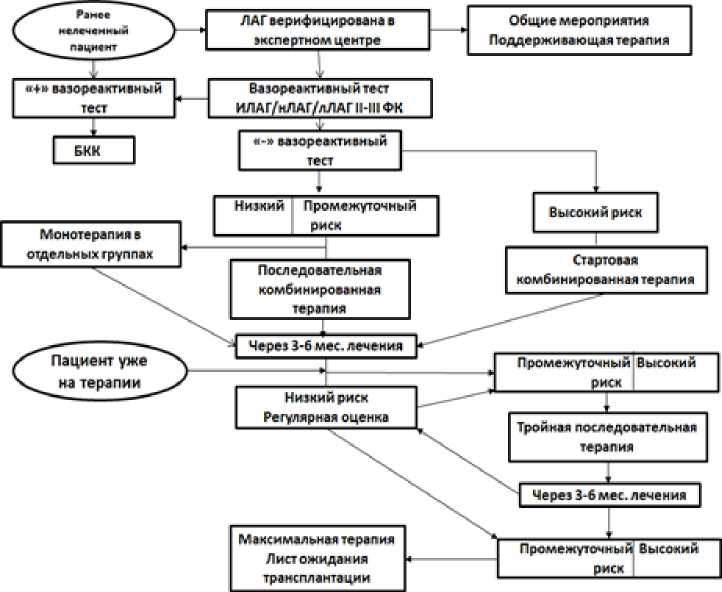 Ранее
нелеченный
пациент
ЛАГ верифицирована в
экспертном центре
Общие мероприятия
Поддерживающая терапия
«+» вазореактивный
тест
Вазореактивный тест
ИЛАГ/нЛАГ/лЛАГ II-III ФК
БКК
«-» вазореактивный
тест
Низкий Промежуточный
риск
Высокий риск
Монотерапия в
отдельных группах
Последовательная
комбинированная
терапия
Стартовая
комбинированная терапия
Через 3-6 мес. лечения
Пациент уже
на терапии
Промежуточный Высокий
риск
Низкий риск
Регулярная оценка
Тройная последовательная
терапия
Через 3-6 мес. лечения
Максимальная терапия
Лист ожидания
трансплантации
Промежуточный Высокий
риск